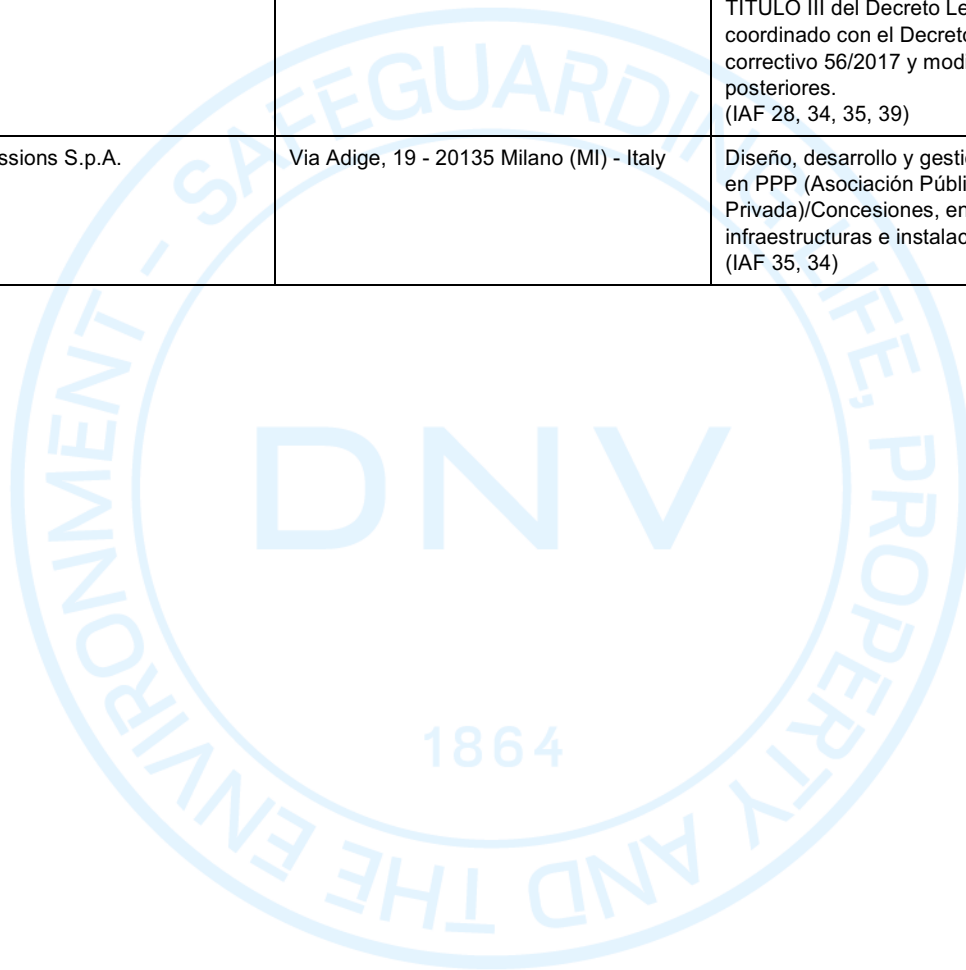 TITULO III del Decreto Le
coordinado con el Decreto
correctivo 56/2017 y modi
posteriores.
(IAF 28, 34, 35, 39)
ssions S.p.A.
Via Adige, 19 - 20135 Milano (MI) - Italy
Diseño, desarrollo y gesti
en PPP (Asociación Públi
Privada)/Concesiones, en
infraestructuras e instalac
(IAF 35, 34)
SAFEGUARDING LIFE, PROPERTY AND THE ENVIRONMENT -
DNV
1864